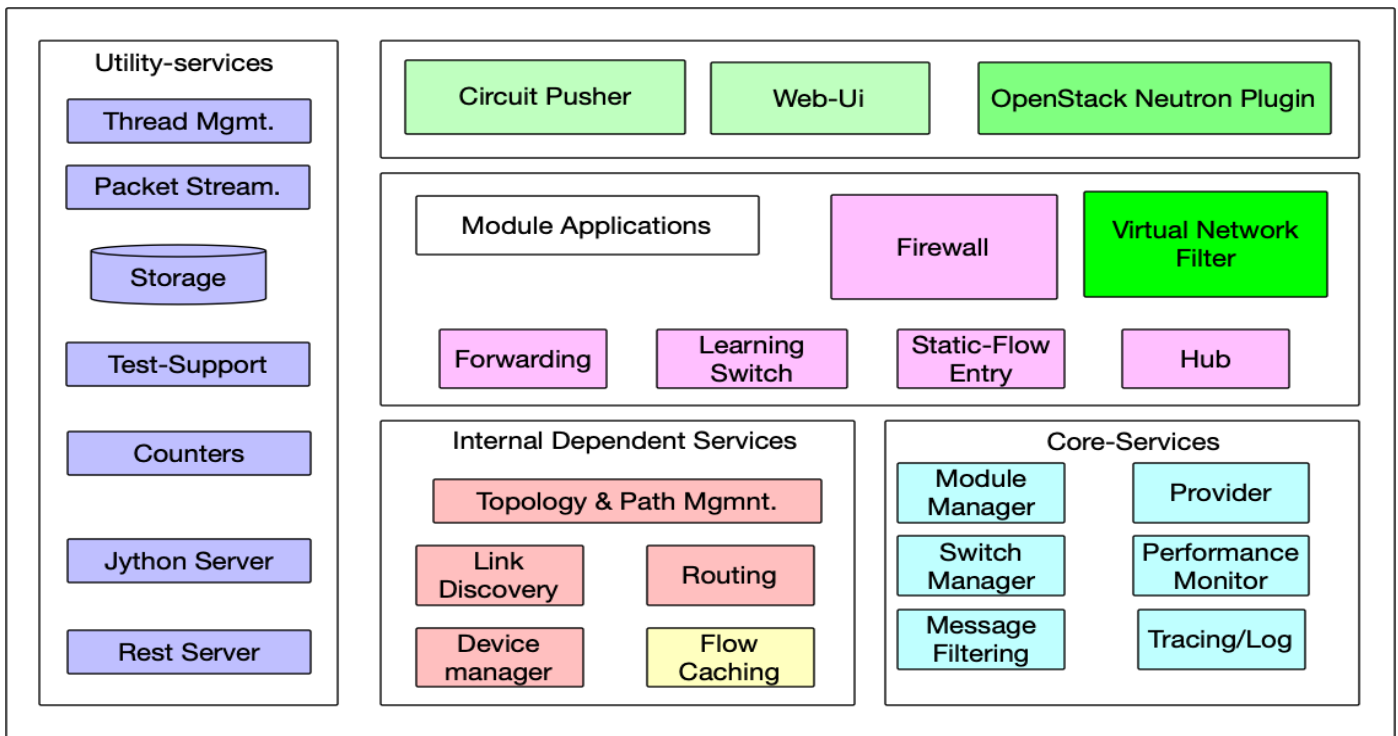 Utility-services
Thread Mgmt.
Packet Stream.
Storage
Test-Support
Counters
Jython Server
Rest Server
Circuit Pusher
Web-Ui
OpenStack Neutron Plugin
Module Applications
Firewall
Virtual Network
Filter
Forwarding
Learning
Switch
Static-Flow
Entry
Hub
Internal Dependent Services
Topology & Path Mgmnt.
Link
Discovery
Routing
Device
manager
Flow
Caching
Core-Services
Module
Manager
Provider
Switch
Manager
Performance
Monitor
Message
Filtering
Tracing/Log